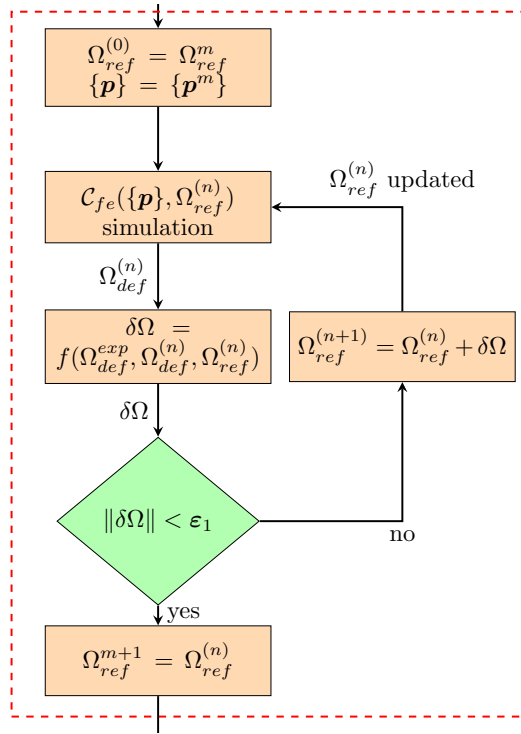 Ω_{ref}^{(0)} = Ω_{ref}^{m}
{𝒑} = {𝒑^{m}}
Ω_{ref}^{(n)} updated
𝒞_{fe}({𝒑}, Ω_{ref}^{(n)})
simulation
Ω_{def}^{(n)}
δΩ =
f(Ω_{def}^{exp}, Ω_{def}^{(n)}, Ω_{ref}^{(n)})
Ω_{ref}^{(n+1)} = Ω_{ref}^{(n)} + δΩ
δΩ
‖δΩ‖ < 𝜺_{1}
no
yes
Ω_{ref}^{m+1} = Ω_{ref}^{(n)}